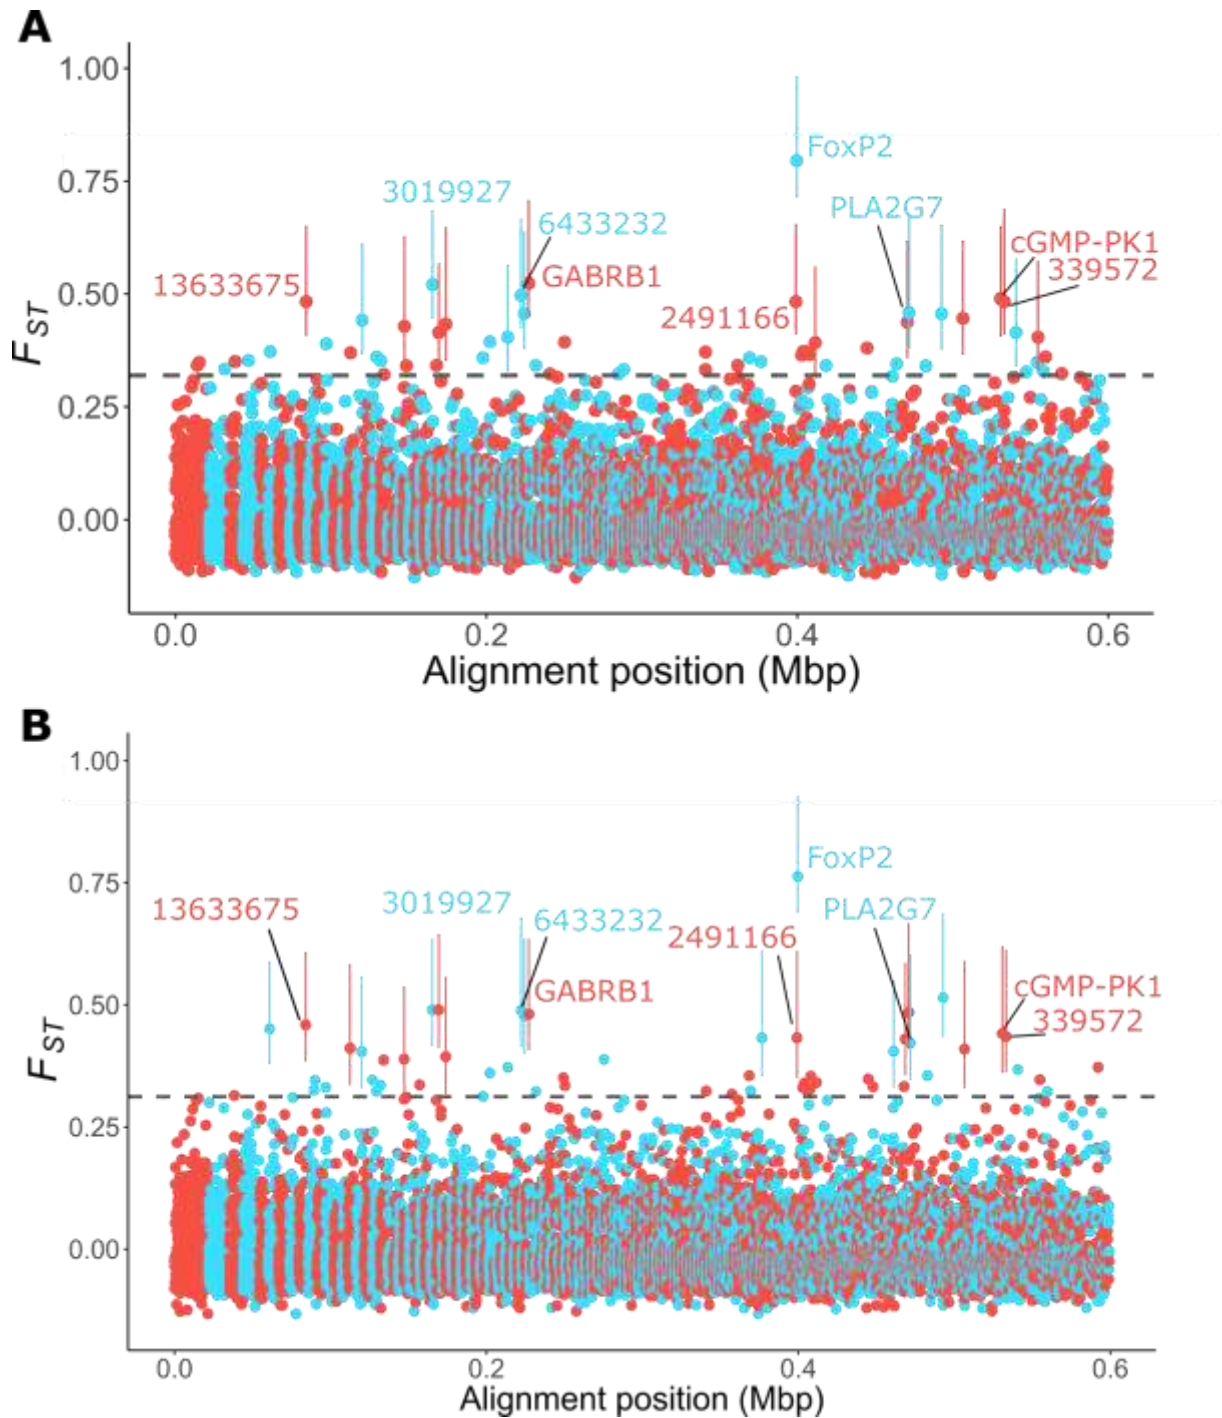 A
1.00
0.75
0.50
0.25
0.00
FST
FoxP2
3019927
PLA2G7
6433232
cGMP-PK1
13633675
GABRB1
339572
2491166
0.0
0.2
0.4
0.6
Alignment position (Mbp)
B
1.00
0.75
0.50
0.25
0.00
FST
FoxP2
13633675
3019927
6433232
PLA2G7
2491166
GABRB1
cGMP-PK1
339572
0.0
0.2
0.4
0.6
Alignment position (Mbp)